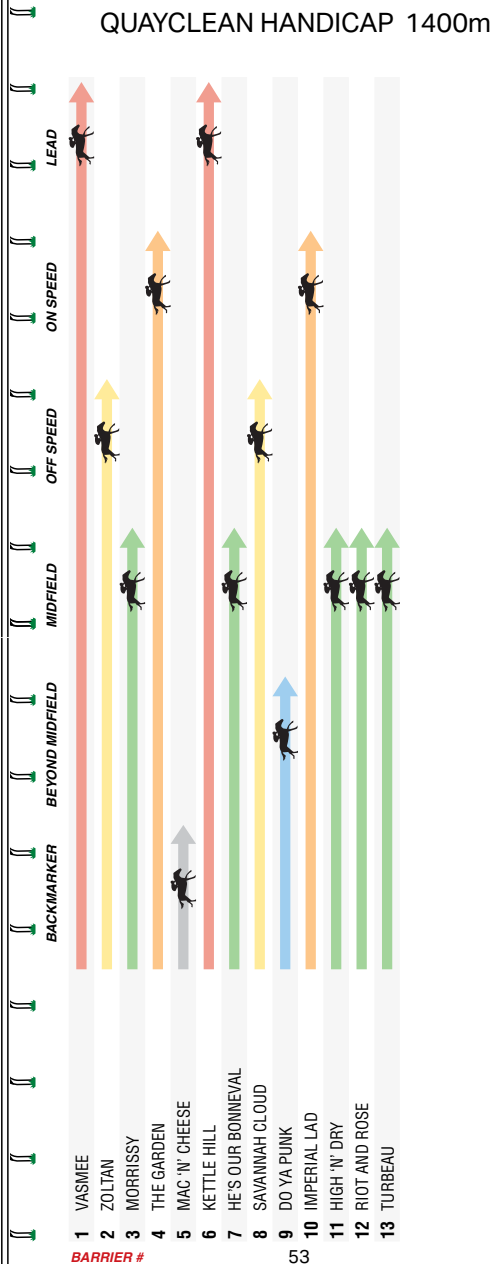 QUAYCLEAN HANDICAP 1400m
LEAD
ON SPEED
OFF SPEED
MIDFIELD
BEYOND MIDFIELD
BACKMARKER
1 VASMEE
2 ZOLTAN
3 MORRISSY
4 THE GARDEN
5 MAC 'N' CHEESE
6 KETTLE HILL
7 HE'S OUR BONNEVAL
8 SAVANNAH CLOUD
9 DO YA PUNK
10 IMPERIAL LAD
11 HIGH 'N' DRY
12 RIOT AND ROSE
13 TURBEAU
BARRIER #
53